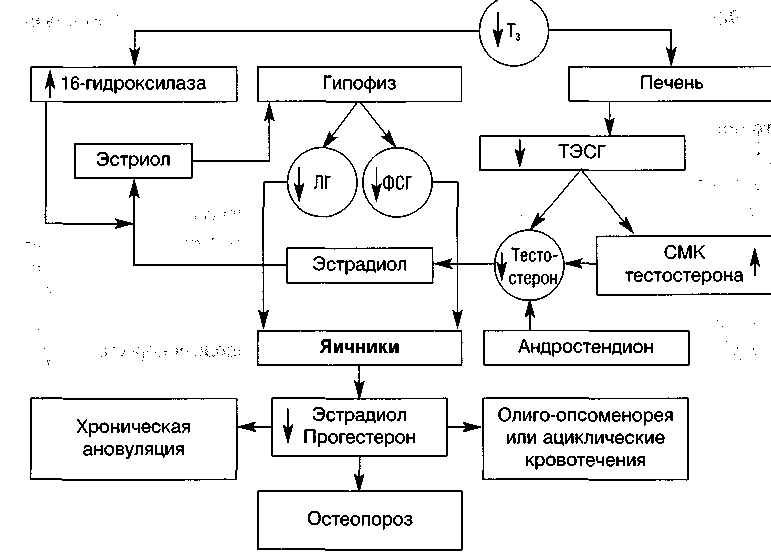 Т₃
16-гидроксилаза
Гипофиз
Печень
Эстриол
ЛГ
ФСГ
ТЭСГ
Эстрадиол
Тесто-
стерон
СМК
тестостерона
Яичники
Андростендион
Хроническая
ановуляция
Эстрадиол
Прогестерон
Олиго-опсоменорея
или ациклические
кровотечения
Остеопороз